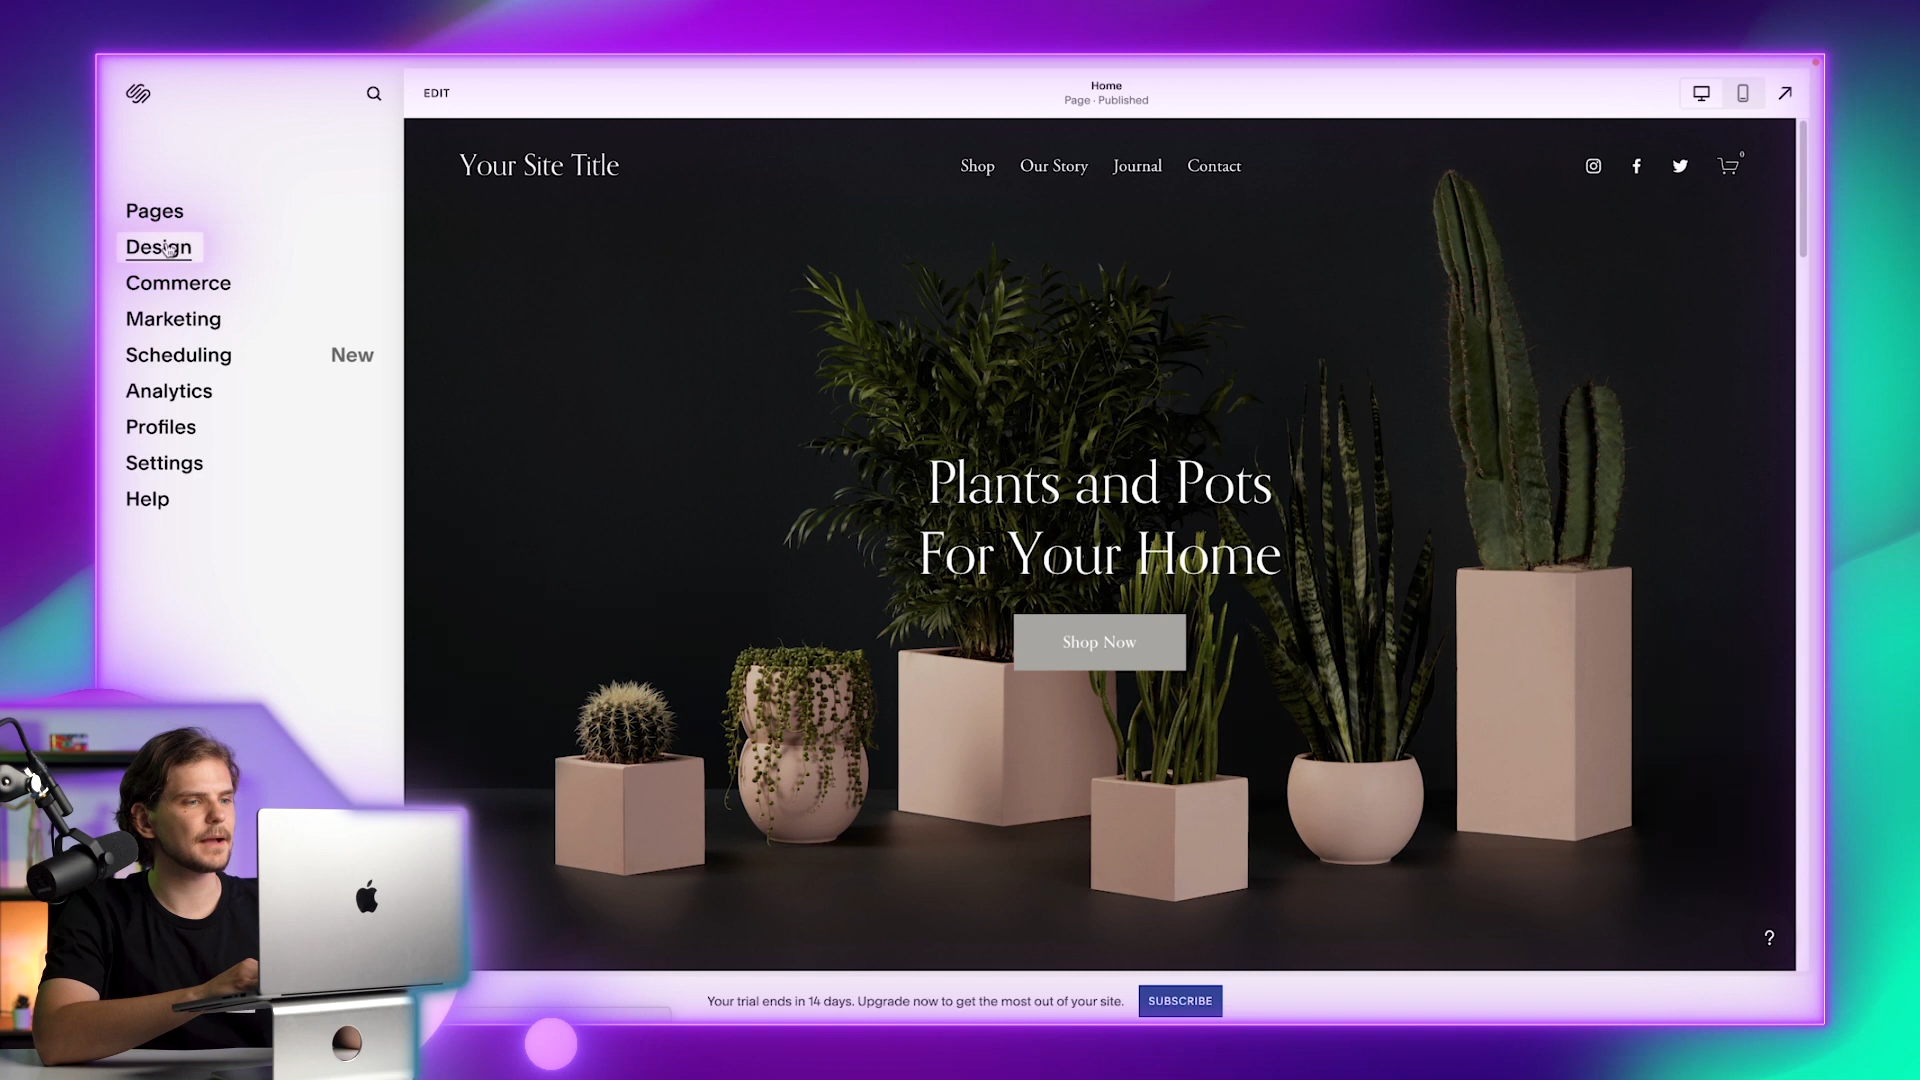 EDIT
Home
Page · Published
Pages
Design
Commerce
Marketing
Scheduling New
Analytics
Profiles
Settings
Help
Your Site Title
Shop Our Story Journal Contact
0
Plants and Pots
For Your Home
Shop Now
?
Your trial ends in 14 days. Upgrade now to get the most out of your site. SUBSCRIBE